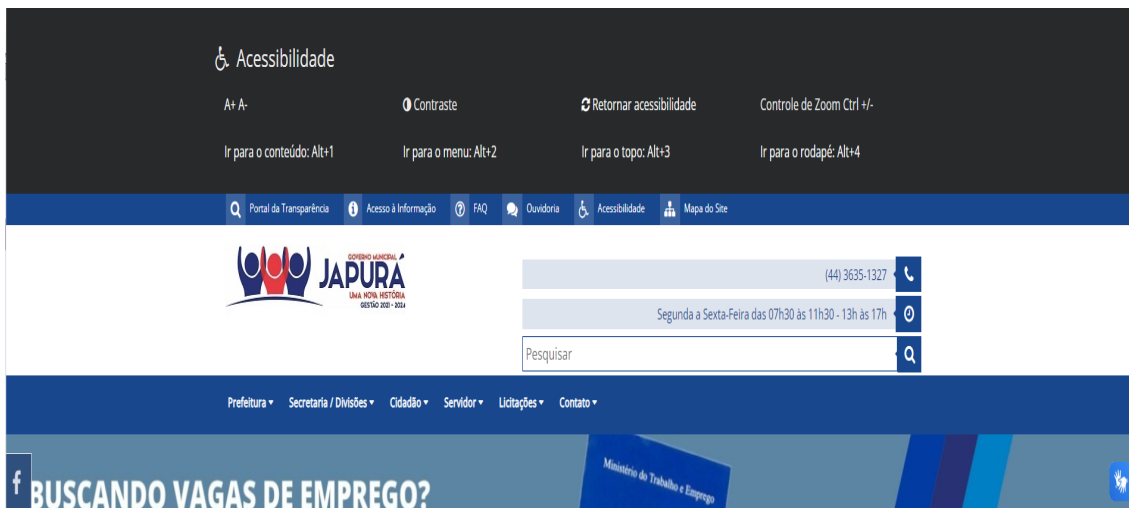 Acessibilidade
A+ A- Contraste Retornar acessibilidade Controle de Zoom Ctrl +/-
Ir para o conteúdo: Alt+1 Ir para o menu: Alt+2 Ir para o topo: Alt+3 Ir para o rodapé: Alt+4
Portal da Transparência Acesso à Informação FAQ Ouvidoria Acessibilidade Mapa do Site
GOVERNO MUNICIPAL
JAPURÁ
UMA NOVA HISTÓRIA
GESTÃO 2021 - 2024
(44) 3635-1327
Segunda a Sexta-Feira das 07h30 às 11h30 - 13h às 17h
Pesquisar
Prefeitura Secretaria / Divisões Cidadão Servidor Licitações Contato
Ministério do Trabalho e Emprego
f
BUSCANDO VAGAS DE EMPREGO?